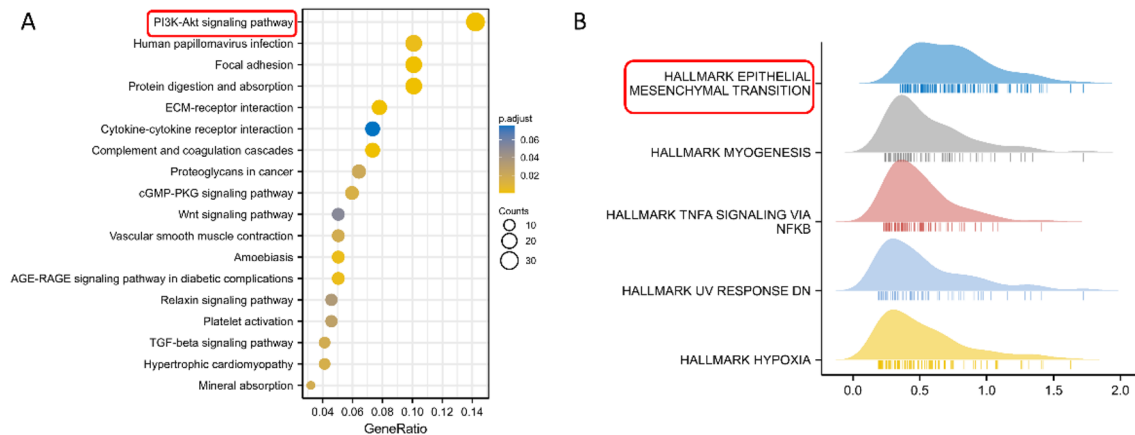 A
PI3K-Akt signaling pathway
Human papillomavirus infection
Focal adhesion
Protein digestion and absorption
ECM-receptor interaction
Cytokine-cytokine receptor interaction
Complement and coagulation cascades
Proteoglycans in cancer
cGMP-PKG signaling pathway
Wnt signaling pathway
Vascular smooth muscle contraction
Amoebiasis
AGE-RAGE signaling pathway in diabetic complications
Relaxin signaling pathway
Platelet activation
TGF-beta signaling pathway
Hypertrophic cardiomyopathy
Mineral absorption
0.04 0.06 0.08 0.10 0.12 0.14
GeneRatio
p.adjust
0.06
0.04
0.02
Counts
10
20
30
B
HALLMARK EPITHELIAL
MESENCHYMAL TRANSITION
HALLMARK MYOGENESIS
HALLMARK TNFA SIGNALING VIA
NFKB
HALLMARK UV RESPONSE DN
HALLMARK HYPOXIA
0.0 0.5 1.0 1.5 2.0